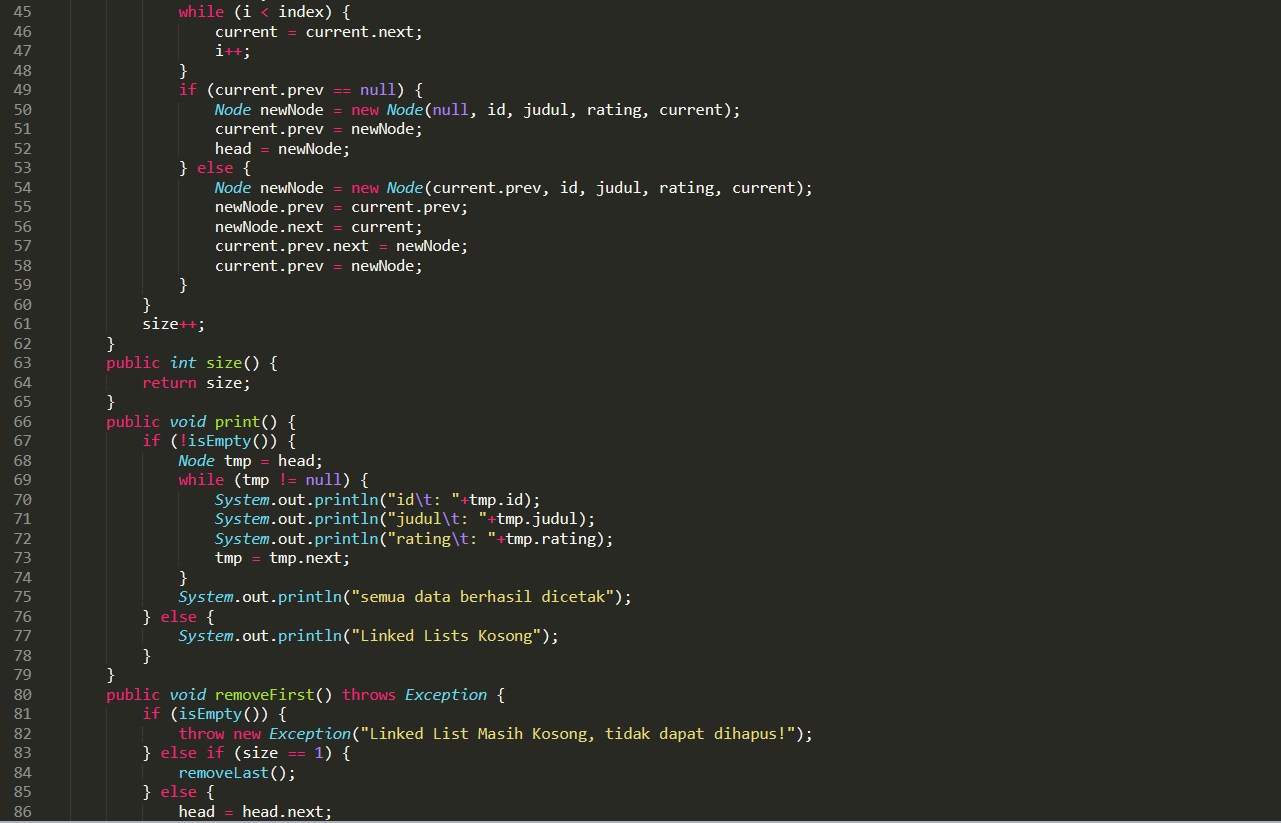 45 while (i < index) {
46 current = current.next;
47 i++;
48 }
49 if (current.prev == null) {
50 Node newNode = new Node(null, id, judul, rating, current);
51 current.prev = newNode;
52 head = newNode;
53 } else {
54 Node newNode = new Node(current.prev, id, judul, rating, current);
55 newNode.prev = current.prev;
56 newNode.next = current;
57 current.prev.next = newNode;
58 current.prev = newNode;
59 }
60 }
61 size++;
62 }
63 public int size() {
64 return size;
65 }
66 public void print() {
67 if (!isEmpty()) {
68 Node tmp = head;
69 while (tmp != null) {
70 System.out.println("id\t: "+tmp.id);
71 System.out.println("judul\t: "+tmp.judul);
72 System.out.println("rating\t: "+tmp.rating);
73 tmp = tmp.next;
74 }
75 System.out.println("semua data berhasil dicetak");
76 } else {
77 System.out.println("Linked Lists Kosong");
78 }
79 }
80 public void removeFirst() throws Exception {
81 if (isEmpty()) {
82 throw new Exception("Linked List Masih Kosong, tidak dapat dihapus!");
83 } else if (size == 1) {
84 removeLast();
85 } else {
86 head = head.next;